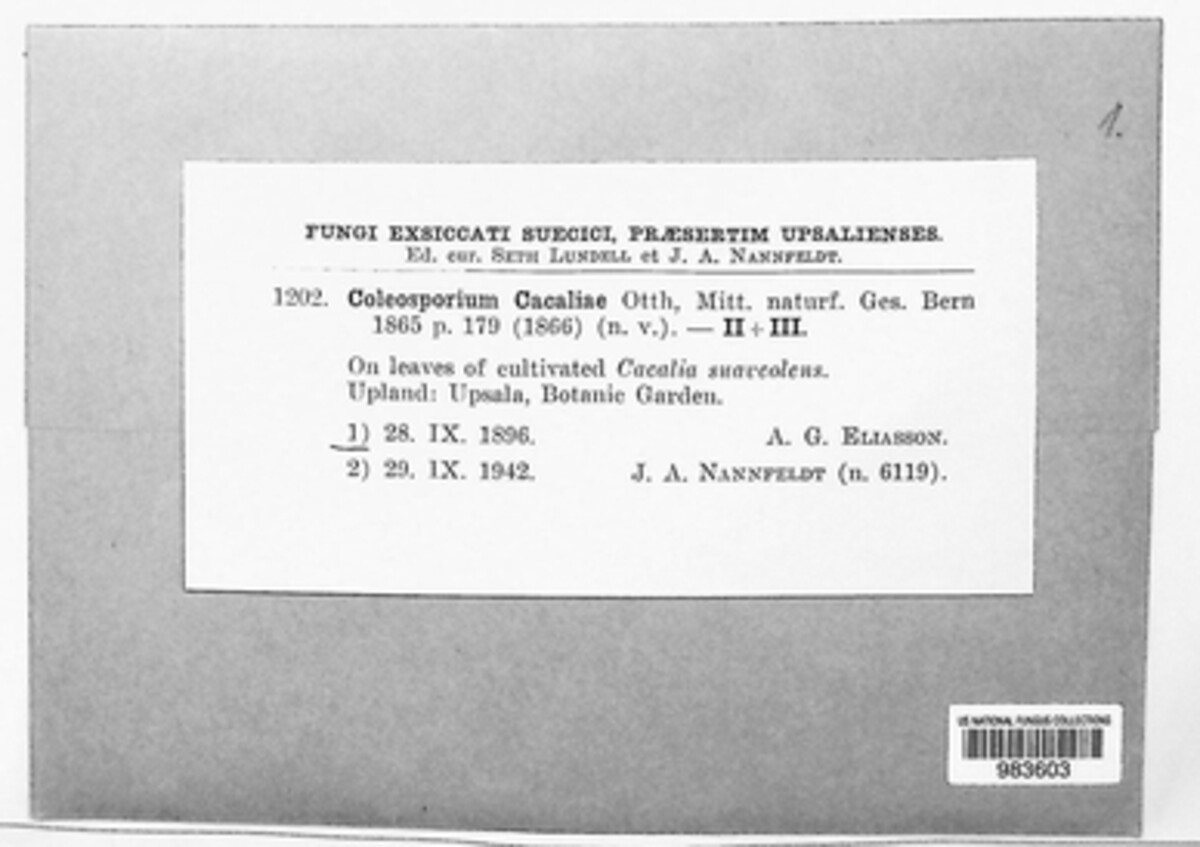 1.
FUNGI EXSICCATI SUECICI, PRÆSERTIM UPSALIENSES.
Ed. cur. SETH LUNDELL et J. A. NANNFELDT.
1202. Coleosporium Cacaliae Otth, Mitt. naturf. Ges. Bern
1865 p. 179 (1866) (n. v.). — II + III.
On leaves of cultivated Cacalia suaveolens.
Upland: Upsala, Botanic Garden.
1) 28. IX. 1896. A. G. ELIASSON.
2) 29. IX. 1942. J. A. NANNFELDT (n. 6119).
US NATIONAL FUNGUS COLLECTIONS
983603